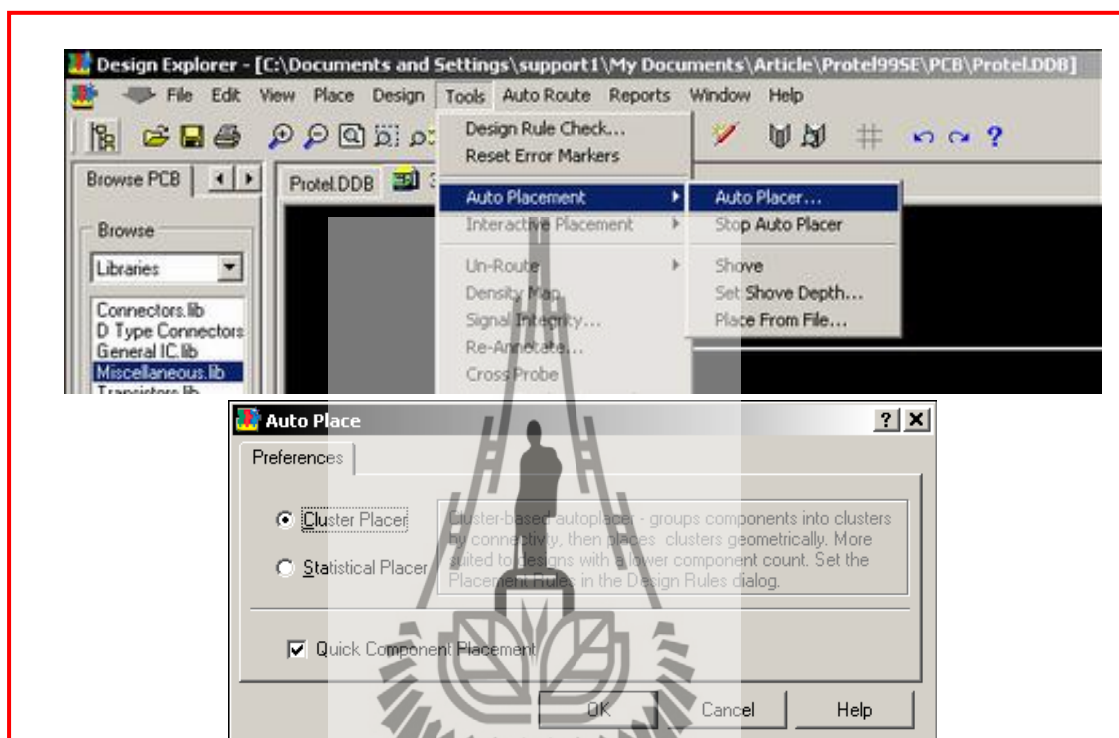 Design Explorer - [C:\Documents and Settings\support1\My Documents\Article\Protel99SE\PCB\Protel.DDB]
File Edit View Place Design Tools Auto Route Reports Window Help
Browse PCB
Protel.DDB
Browse
Libraries
Connectors.lib
D Type Connectors
General IC.lib
Miscellaneous.lib
Transistors.lib
Design Rule Check...
Reset Error Markers
Auto Placement
Interactive Placement
Un-Route
Density Map
Signal Integrity...
Re-Annotate...
Cross Probe
Auto Placer...
Stop Auto Placer
Shove
Set Shove Depth...
Place From File...
Auto Place
Preferences
Cluster Placer
Statistical Placer
Cluster-based autoplacer - groups components into clusters
by connectivity, then places clusters geometrically. More
suited to designs with a lower component count. Set the
Placement Rules in the Design Rules dialog.
Quick Component Placement
OK Cancel Help